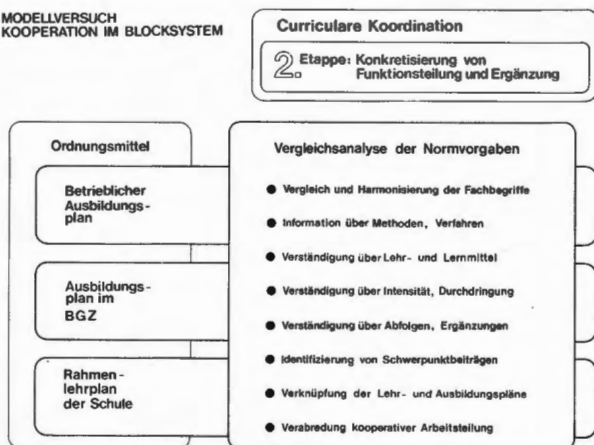 MODELLVERSUCH
KOOPERATION IM BLOCKSYSTEM
Curriculare Koordination
2. Etappe: Konkretisierung von
Funktionsteilung und Ergänzung
Ordnungsmittel
Betrieblicher
Ausbildungs-
plan
Ausbildungs-
plan im
BGZ
Rahmen-
lehrplan
der Schule
Vergleichsanalyse der Normvorgaben
● Vergleich und Harmonisierung der Fachbegriffe
● Information über Methoden, Verfahren
● Verständigung über Lehr- und Lernmittel
● Verständigung über Intensität, Durchdringung
● Verständigung über Abfolgen, Ergänzungen
● Identifizierung von Schwerpunktbeiträgen
● Verknüpfung der Lehr- und Ausbildungspläne
● Verabredung kooperativer Arbeitsteilung